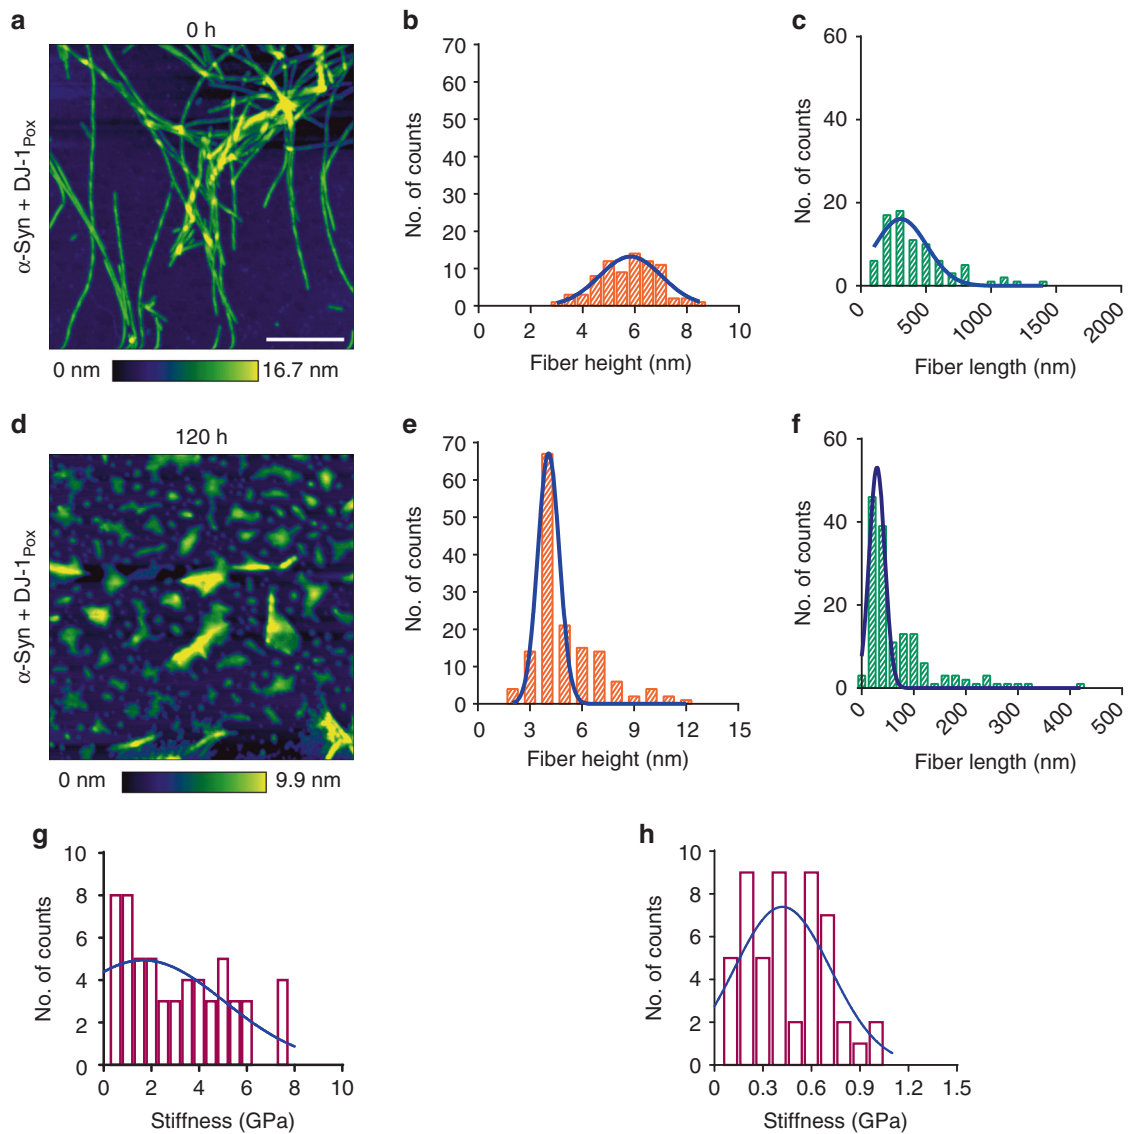 a
0 h
α-Syn + DJ-1Pox
0 nm
16.7 nm
b
70
60
50
40
30
20
10
0
No. of counts
0 2 4 6 8 10
Fiber height (nm)
c
60
40
20
0
No. of counts
0 500 1000 1500 2000
Fiber length (nm)
d
120 h
α-Syn + DJ-1Pox
0 nm
9.9 nm
e
70
60
50
40
30
20
10
0
No. of counts
0 3 6 9 12 15
Fiber height (nm)
f
60
40
20
0
No. of counts
0 100 200 300 400 500
Fiber length (nm)
g
10
8
6
4
2
0
No. of counts
0 2 4 6 8 10
Stiffness (GPa)
h
10
8
6
4
2
0
No. of counts
0 0.3 0.6 0.9 1.2 1.5
Stiffness (GPa)